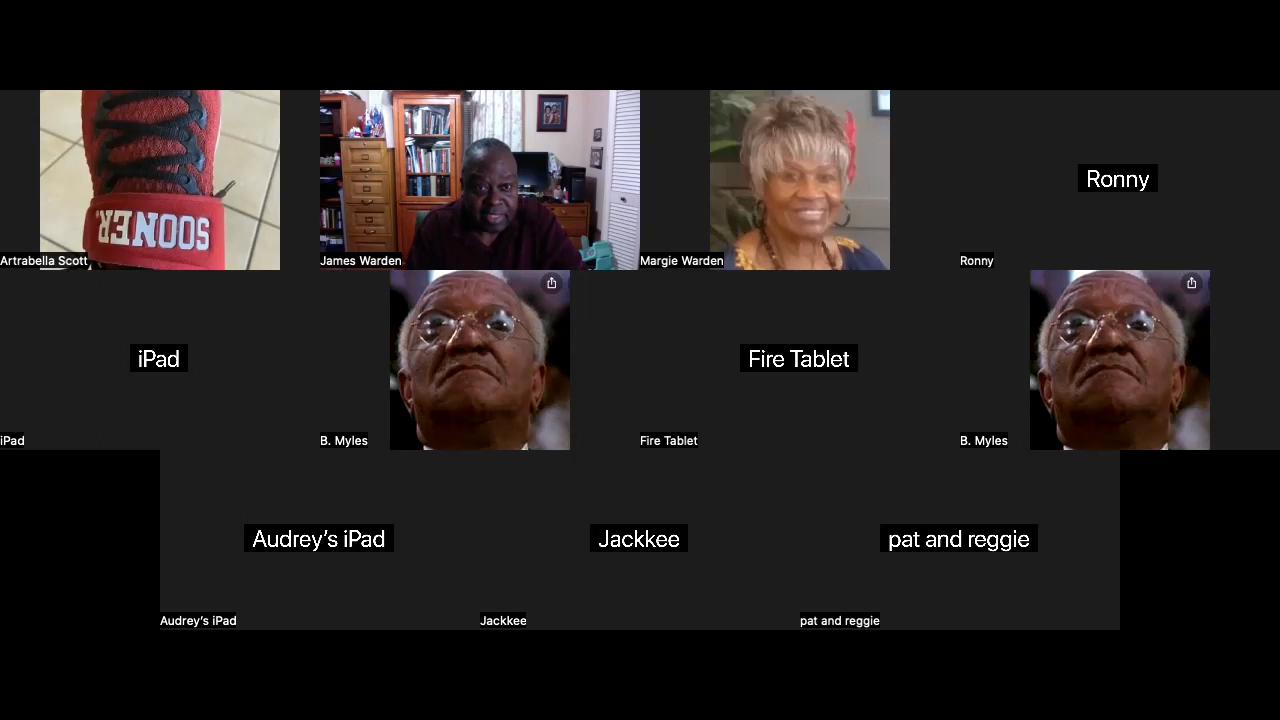 SOONER.
Artrabella Scott
James Warden
Margie Warden
Ronny
Ronny
iPad
iPad
B. Myles
Fire Tablet
Fire Tablet
B. Myles
Audrey’s iPad
Audrey’s iPad
Jackkee
Jackkee
pat and reggie
pat and reggie